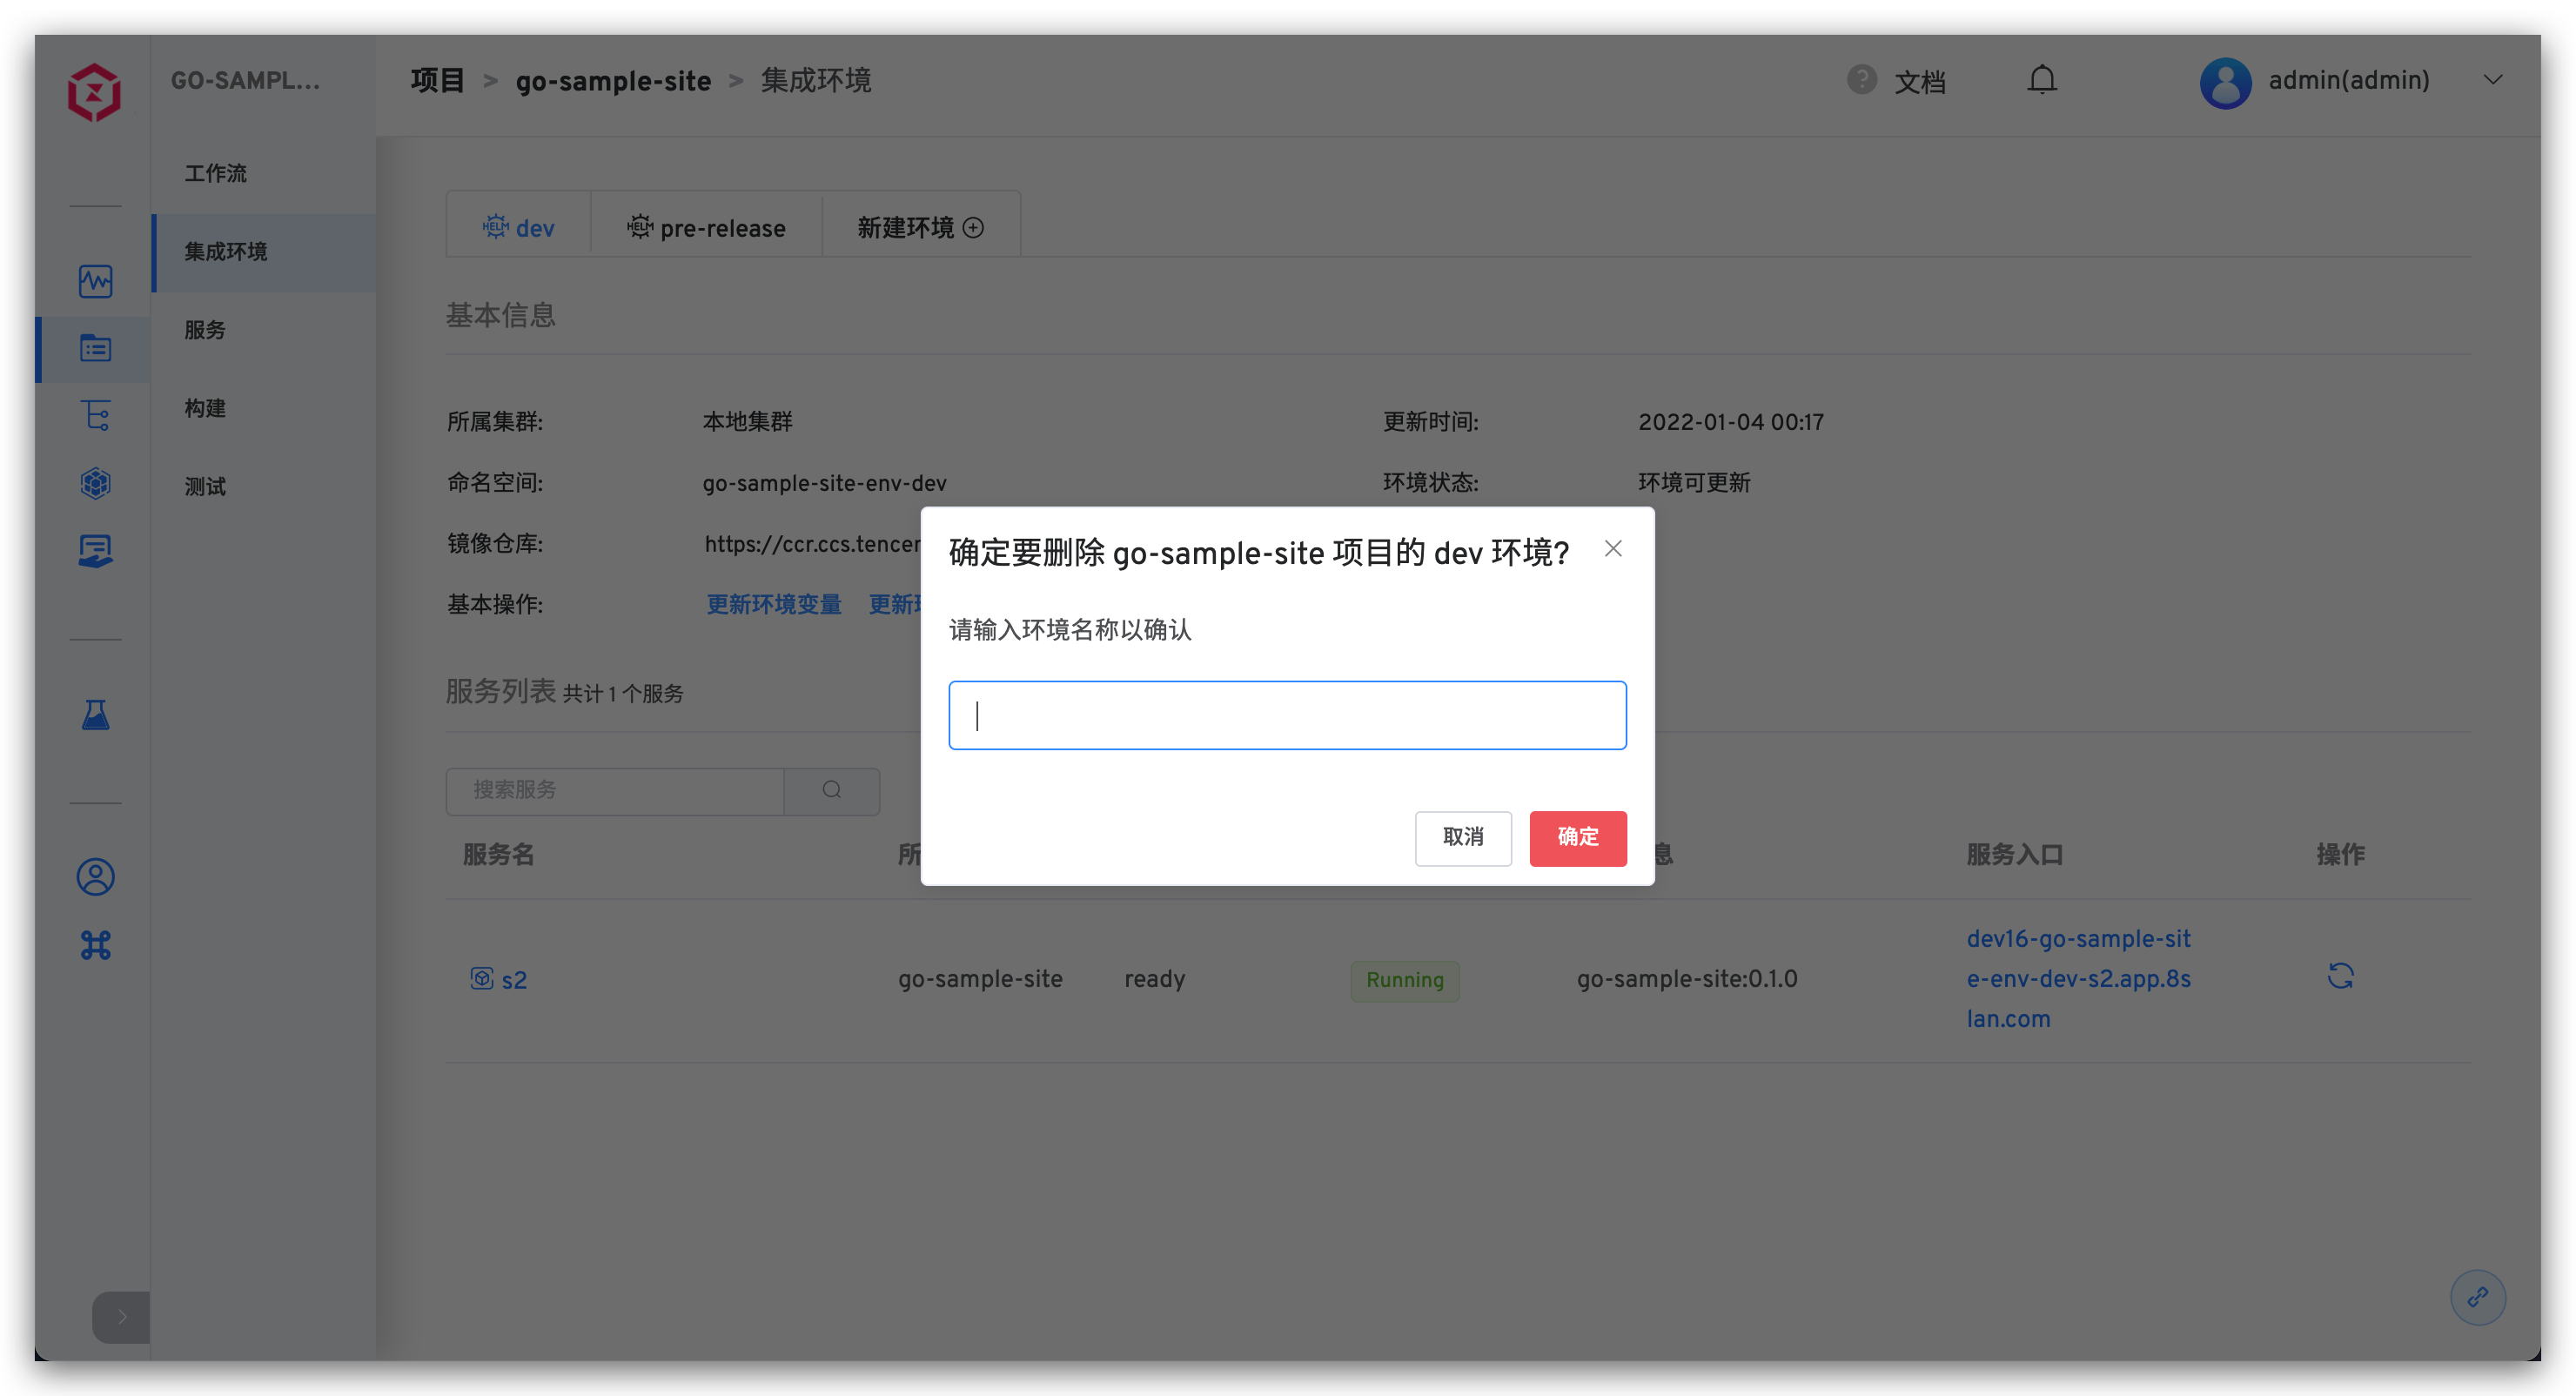 GO-SAMPL...
项目 > go-sample-site > 集成环境
文档
admin(admin)
工作流
集成环境
服务
构建
测试
HELM dev
HELM pre-release
新建环境
基本信息
所属集群: 本地集群
更新时间: 2022-01-04 00:17
命名空间: go-sample-site-env-dev
环境状态: 环境可更新
镜像仓库: https://ccr.ccs.tencer
基本操作: 更新环境变量 更新
确定要删除 go-sample-site 项目的 dev 环境?
请输入环境名称以确认
取消
确定
服务列表 共计 1 个服务
搜索服务
服务名 所 息 服务入口 操作
s2 go-sample-site ready Running go-sample-site:0.1.0
dev16-go-sample-sit
e-env-dev-s2.app.8s
lan.com